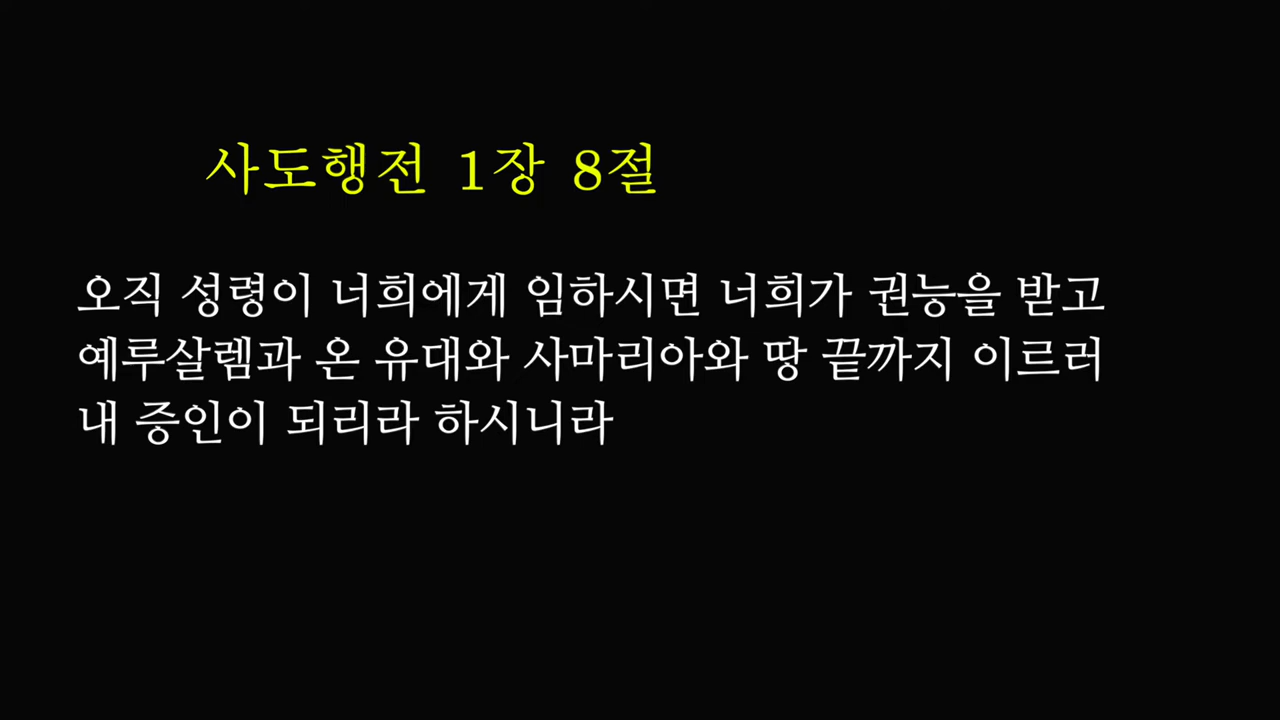 사도행전 1장 8절
오직 성령이 너희에게 임하시면 너희가 권능을 받고
예루살렘과 온 유대와 사마리아와 땅 끝까지 이르러
내 증인이 되리라 하시니라